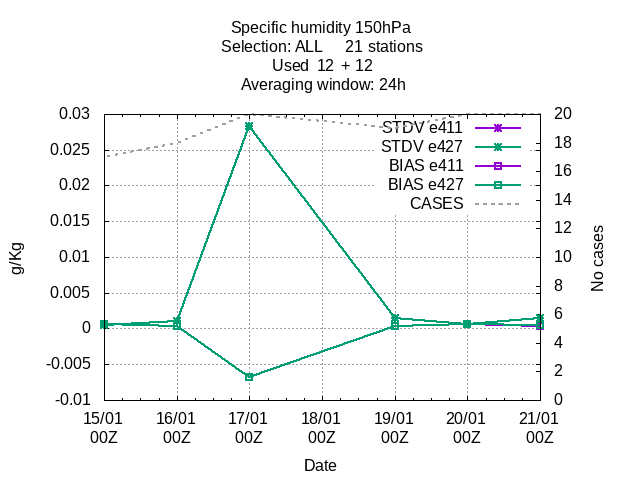 Specific humidity 150hPa
Selection: ALL     21 stations
Used  12  + 12
Averaging window: 24h
STDV e411
STDV e427
BIAS e411
BIAS e427
CASES
0.03
0.025
0.02
0.015
0.01
0.005
0
-0.005
-0.01
g/Kg
20
18
16
14
12
10
8
6
4
2
0
No cases
15/01 16/01 17/01 18/01 19/01 20/01 21/01
00Z 00Z 00Z 00Z 00Z 00Z 00Z
Date